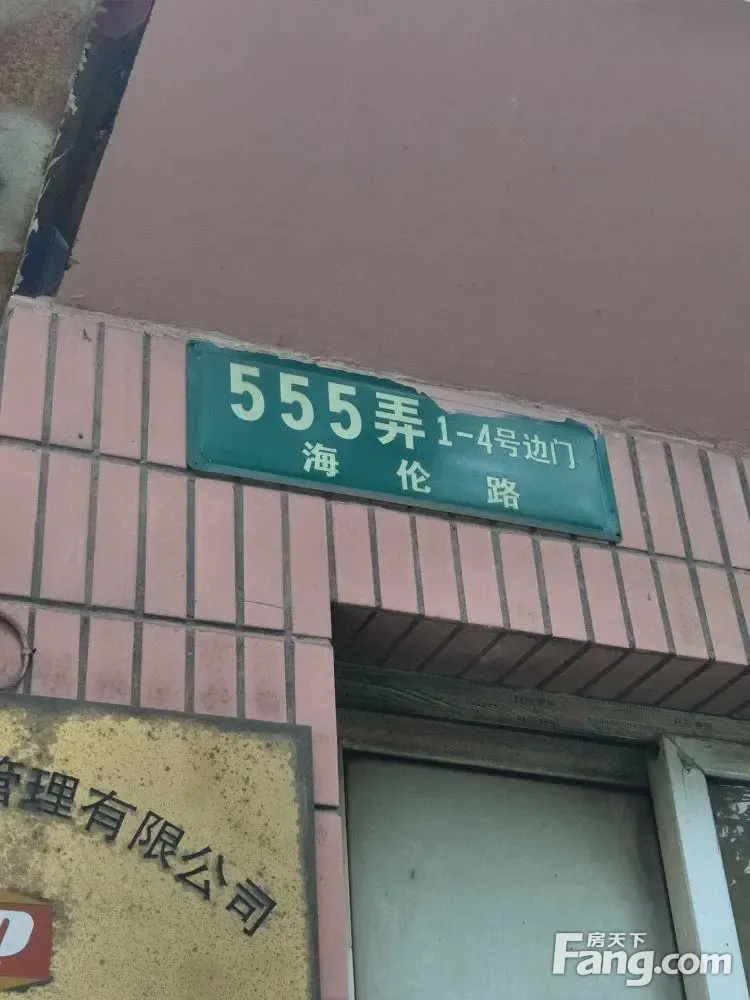 555弄1-4号边门
海伦路
管理有限公司
房天下
Fang.com